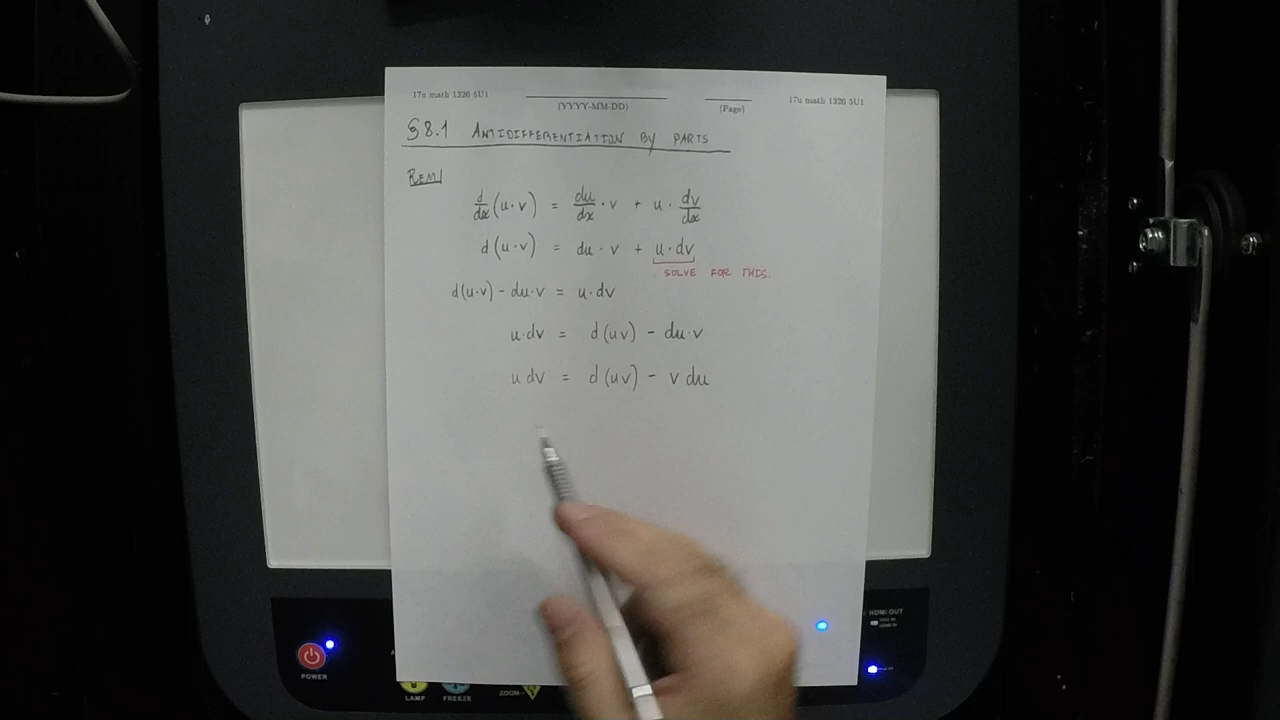 17u math 1326 5U1 (YYYY-MM-DD) (Page) 17u math 1326 5U1
§8.1 ANTIDIFFERENTIATION BY PARTS
REM/
d/dx (u·v) = du/dx · v + u · dv/dx
d(u·v) = du · v + u·dv
SOLVE FOR THIS.
d(u·v) - du·v = u·dv
u·dv = d(uv) - du·v
u dv = d(uv) - v du
HDMI OUT
POWER
LAMP FREEZE ZOOM